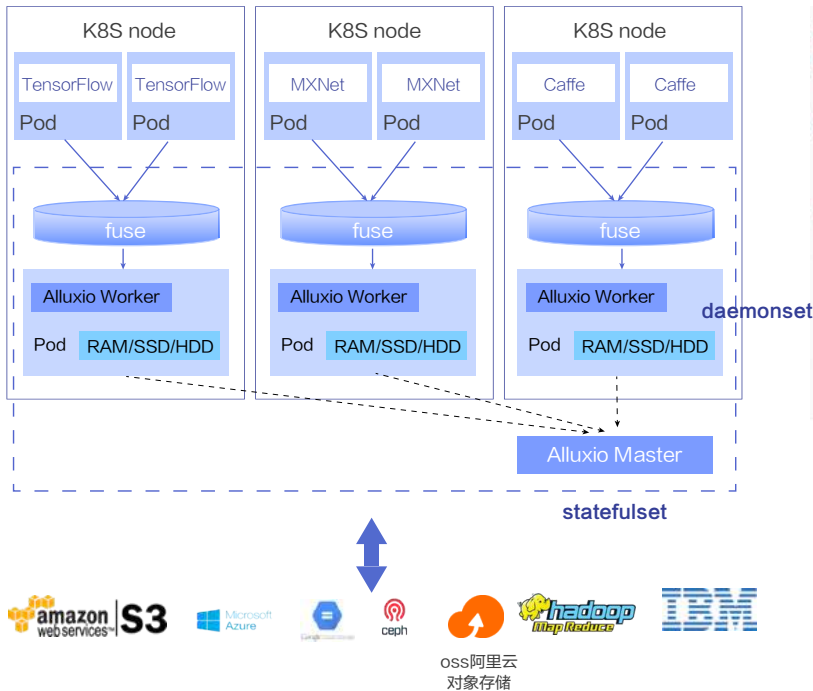 K8S node
K8S node
K8S node
TensorFlow
TensorFlow
MXNet
MXNet
Caffe
Caffe
Pod
Pod
Pod
Pod
Pod
Pod
fuse
fuse
fuse
Alluxio Worker
Alluxio Worker
Alluxio Worker
daemonset
Pod
RAM/SSD/HDD
Pod
RAM/SSD/HDD
Pod
RAM/SSD/HDD
Alluxio Master
statefulset
amazon
web services™
S3
Microsoft
Azure
ceph
hadoop
Map Reduce
IBM
oss阿里云
对象存储